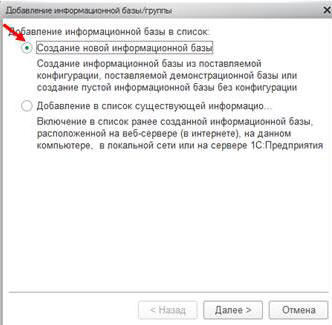 Добавление информационной базы/группы
Добавление информационной базы в список:
Создание новой информационной базы
Создание информационной базы из поставляемой
конфигурации, поставляемой демонстрационной базы или
создание пустой информационной базы без конфигурации
Добавление в список существующей информацио...
Включение в список ранее созданной информационной базы,
расположенной на веб-сервере (в интернете), на данном
компьютере, в локальной сети или на сервере 1С:Предприятия
< Назад
Далее >
Отмена